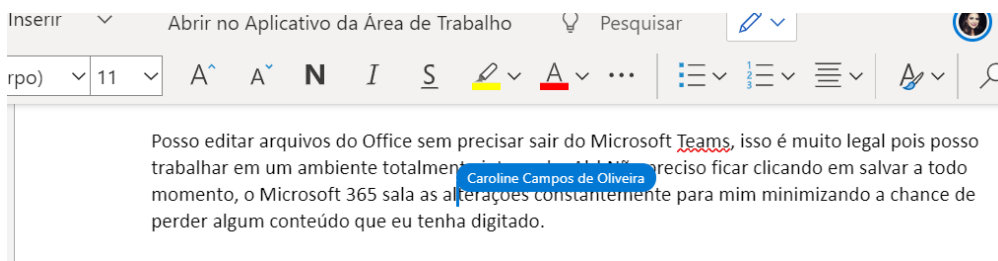 Inserir Abrir no Aplicativo da Área de Trabalho Pesquisar
rpo) 11 A A N I S A
Posso editar arquivos do Office sem precisar sair do Microsoft Teams, isso é muito legal pois posso
trabalhar em um ambiente totalmente preciso ficar clicando em salvar a todo
Caroline Campos de Oliveira
momento, o Microsoft 365 sala as alterações constantemente para mim minimizando a chance de
perder algum conteúdo que eu tenha digitado.